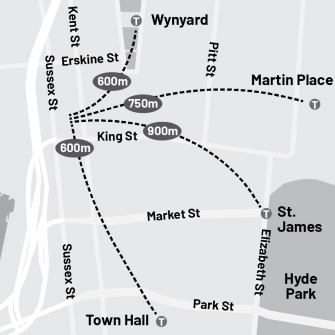 Kent St
T
Wynyard
Erskine St
Pitt St
Sussex St
600m
Martin Place
750m
T
900m
King St
600m
Market St
T
St.
James
Elizabeth St
Sussex St
Hyde
Park
Park St
Town Hall
T